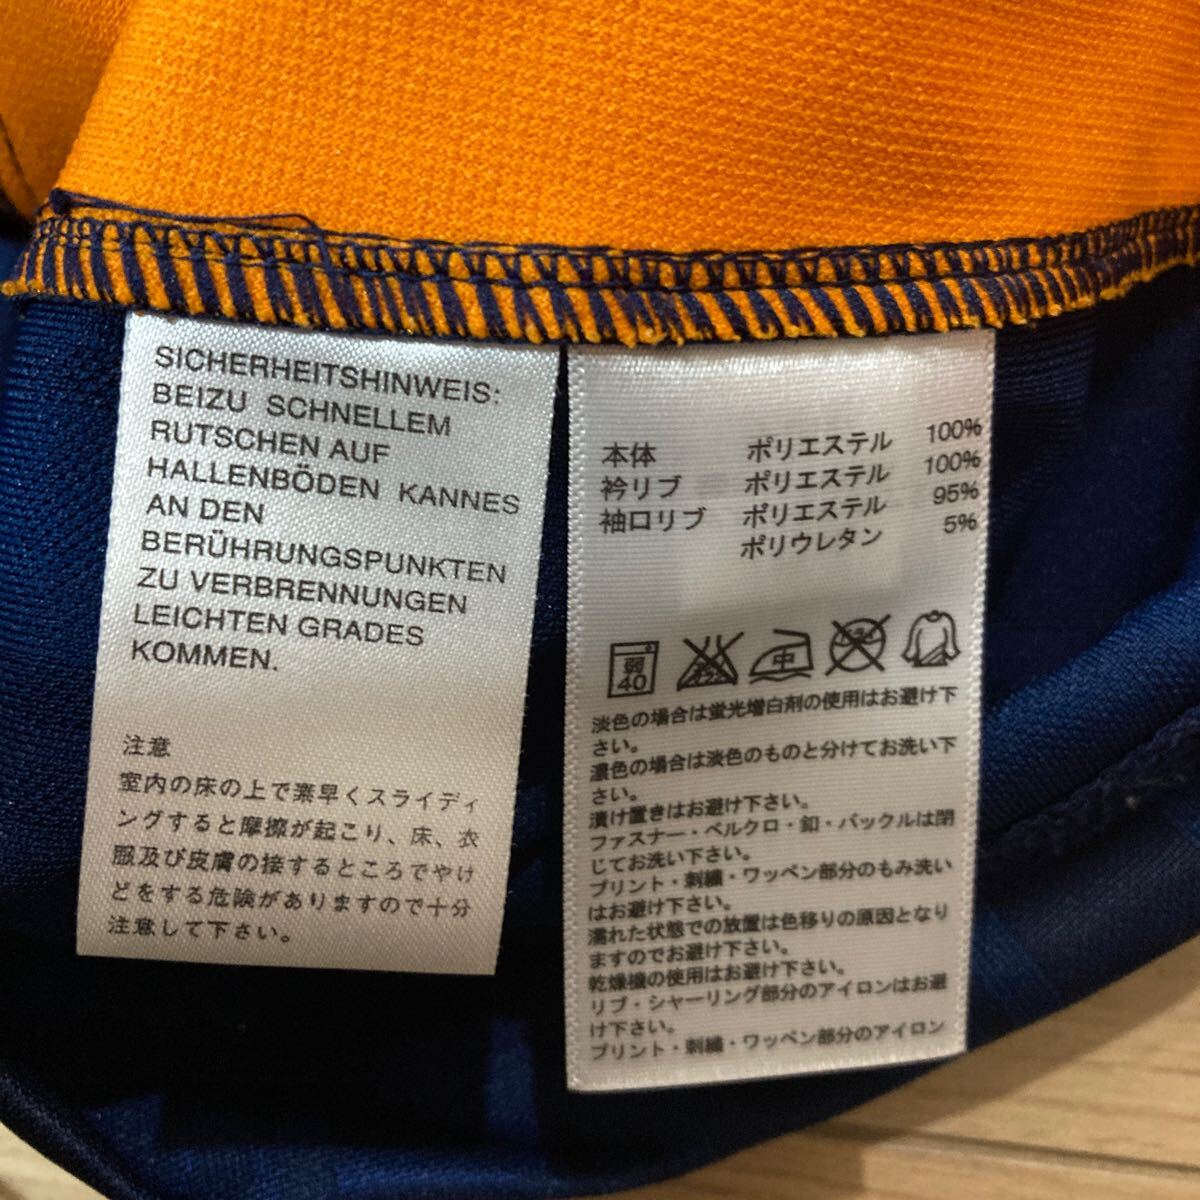 SICHERHEITSHINWEIS:
BEIZU SCHNELLEM
RUTSCHEN AUF
HALLENBÖDEN KANNES
AN DEN
BERÜHRUNGSPUNKTEN
ZU VERBRENNUNGEN
LEICHTEN GRADES
KOMMEN.
注意
室内の床の上で素早くスライディ
ングすると摩擦が起こり、床、衣
服及び皮膚の接するところでやけ
どをする危険がありますので十分
注意して下さい。
本体 ポリエステル 100%
衿リブ ポリエステル 100%
袖口リブ ポリエステル 95%
ポリウレタン 5%
弱 40 中
淡色の場合は蛍光増白剤の使用はお避け下
さい。
濃色の場合は淡色のものと分けてお洗い下
さい。
漬け置きはお避け下さい。
ファスナー・ベルクロ・釦・バックルは閉
じてお洗い下さい。
プリント・刺繍・ワッペン部分のもみ洗い
はお避け下さい。
濡れた状態での放置は色移りの原因となり
ますのでお避け下さい。
乾燥機の使用はお避け下さい。
リブ・シャーリング部分のアイロンはお避
け下さい。
プリント・刺繍・ワッペン部分のアイロン